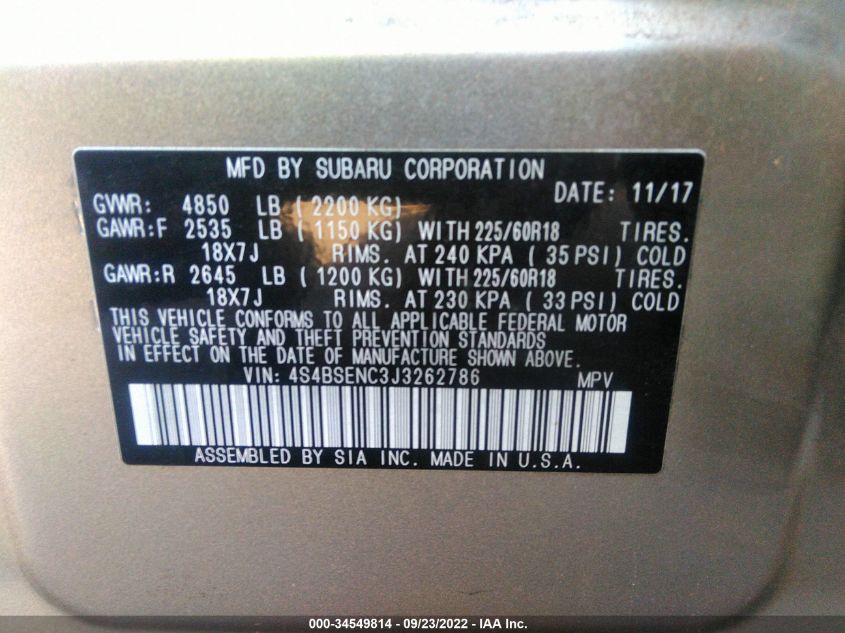 MFD BY SUBARU CORPORATION
DATE: 11/17
GVWR: 4850 LB ( 2200 KG)
GAWR:F 2535 LB ( 1150 KG) WITH 225/60R18 TIRES.
18X7J RIMS. AT 240 KPA ( 35 PSI) COLD
GAWR:R 2645 LB ( 1200 KG) WITH 225/60R18 TIRES.
18X7J RIMS. AT 230 KPA ( 33 PSI) COLD
THIS VEHICLE CONFORMS TO ALL APPLICABLE FEDERAL MOTOR
VEHICLE SAFETY AND THEFT PREVENTION STANDARDS
IN EFFECT ON THE DATE OF MANUFACTURE SHOWN ABOVE.
VIN: 4S4BSENC3J3262786 MPV
ASSEMBLED BY SIA INC. MADE IN U.S.A.
000-34549814 - 09/23/2022 - IAA Inc.